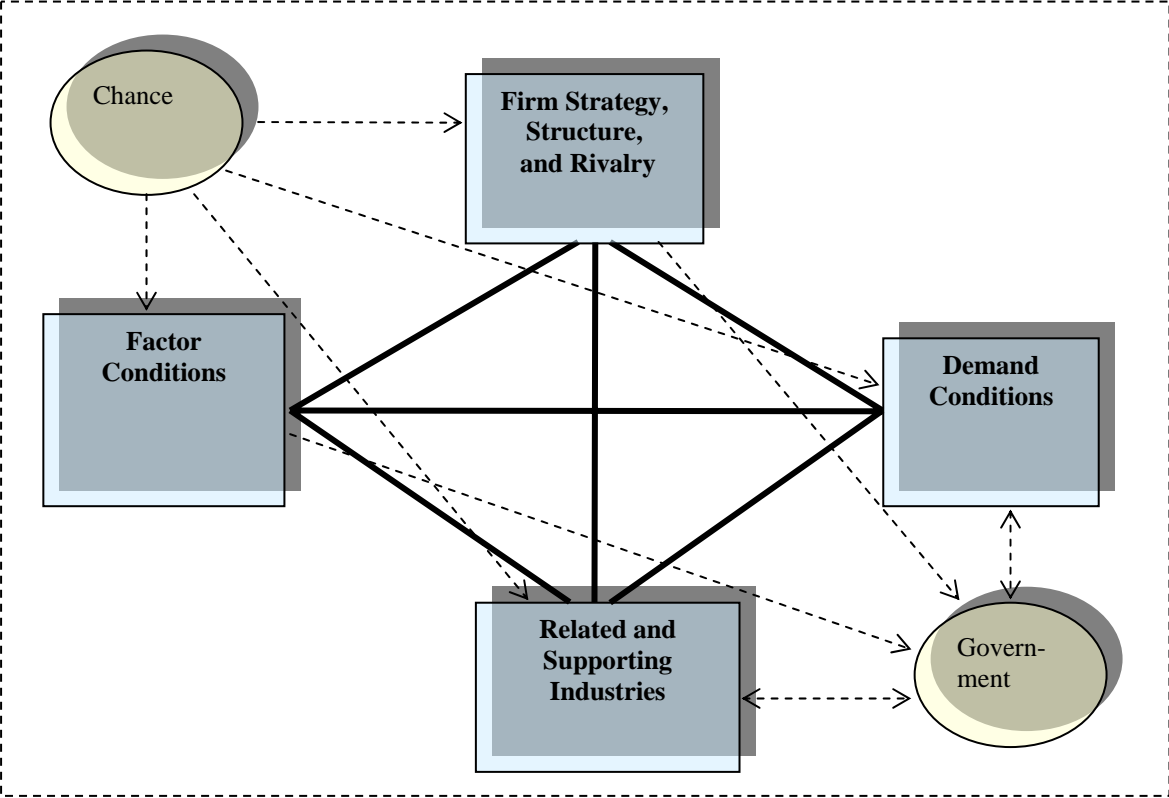 Chance
Firm Strategy,
Structure,
and Rivalry
Factor
Conditions
Demand
Conditions
Related and
Supporting
Industries
Govern-
ment